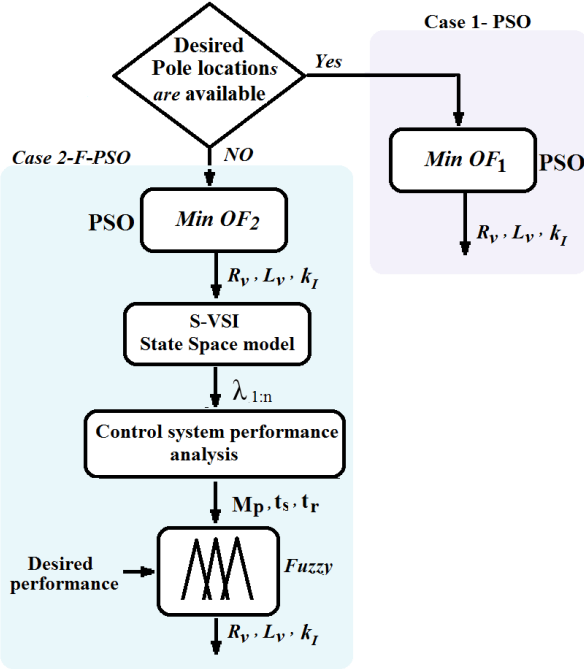 Case 1- PSO
Desired
Pole locations
are available
Yes
Min OF1
PSO
Rv , Lv , kI
NO
Case 2-F-PSO
PSO
Min OF2
Rv , Lv , kI
S-VSI
State Space model
λ 1:n
Control system performance
analysis
Mp, ts, tr
Desired
performance
Fuzzy
Rv , Lv , kI